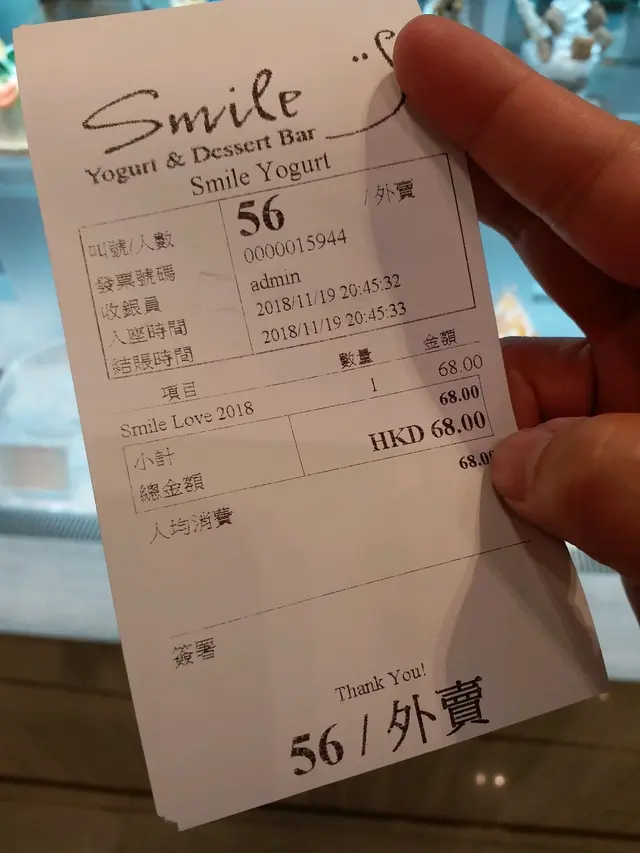 Smile
Yogurt & Dessert Bar
Smile Yogurt
叫號/人數 56 / 外賣
發票號碼 0000015944
收銀員 admin
入座時間 2018/11/19 20:45:32
結賬時間 2018/11/19 20:45:33
項目 數量 金額
Smile Love 2018 1 68.00
小計 68.00
總金額 HKD 68.00
人均消費 68.00
簽署
Thank You!
56 / 外賣